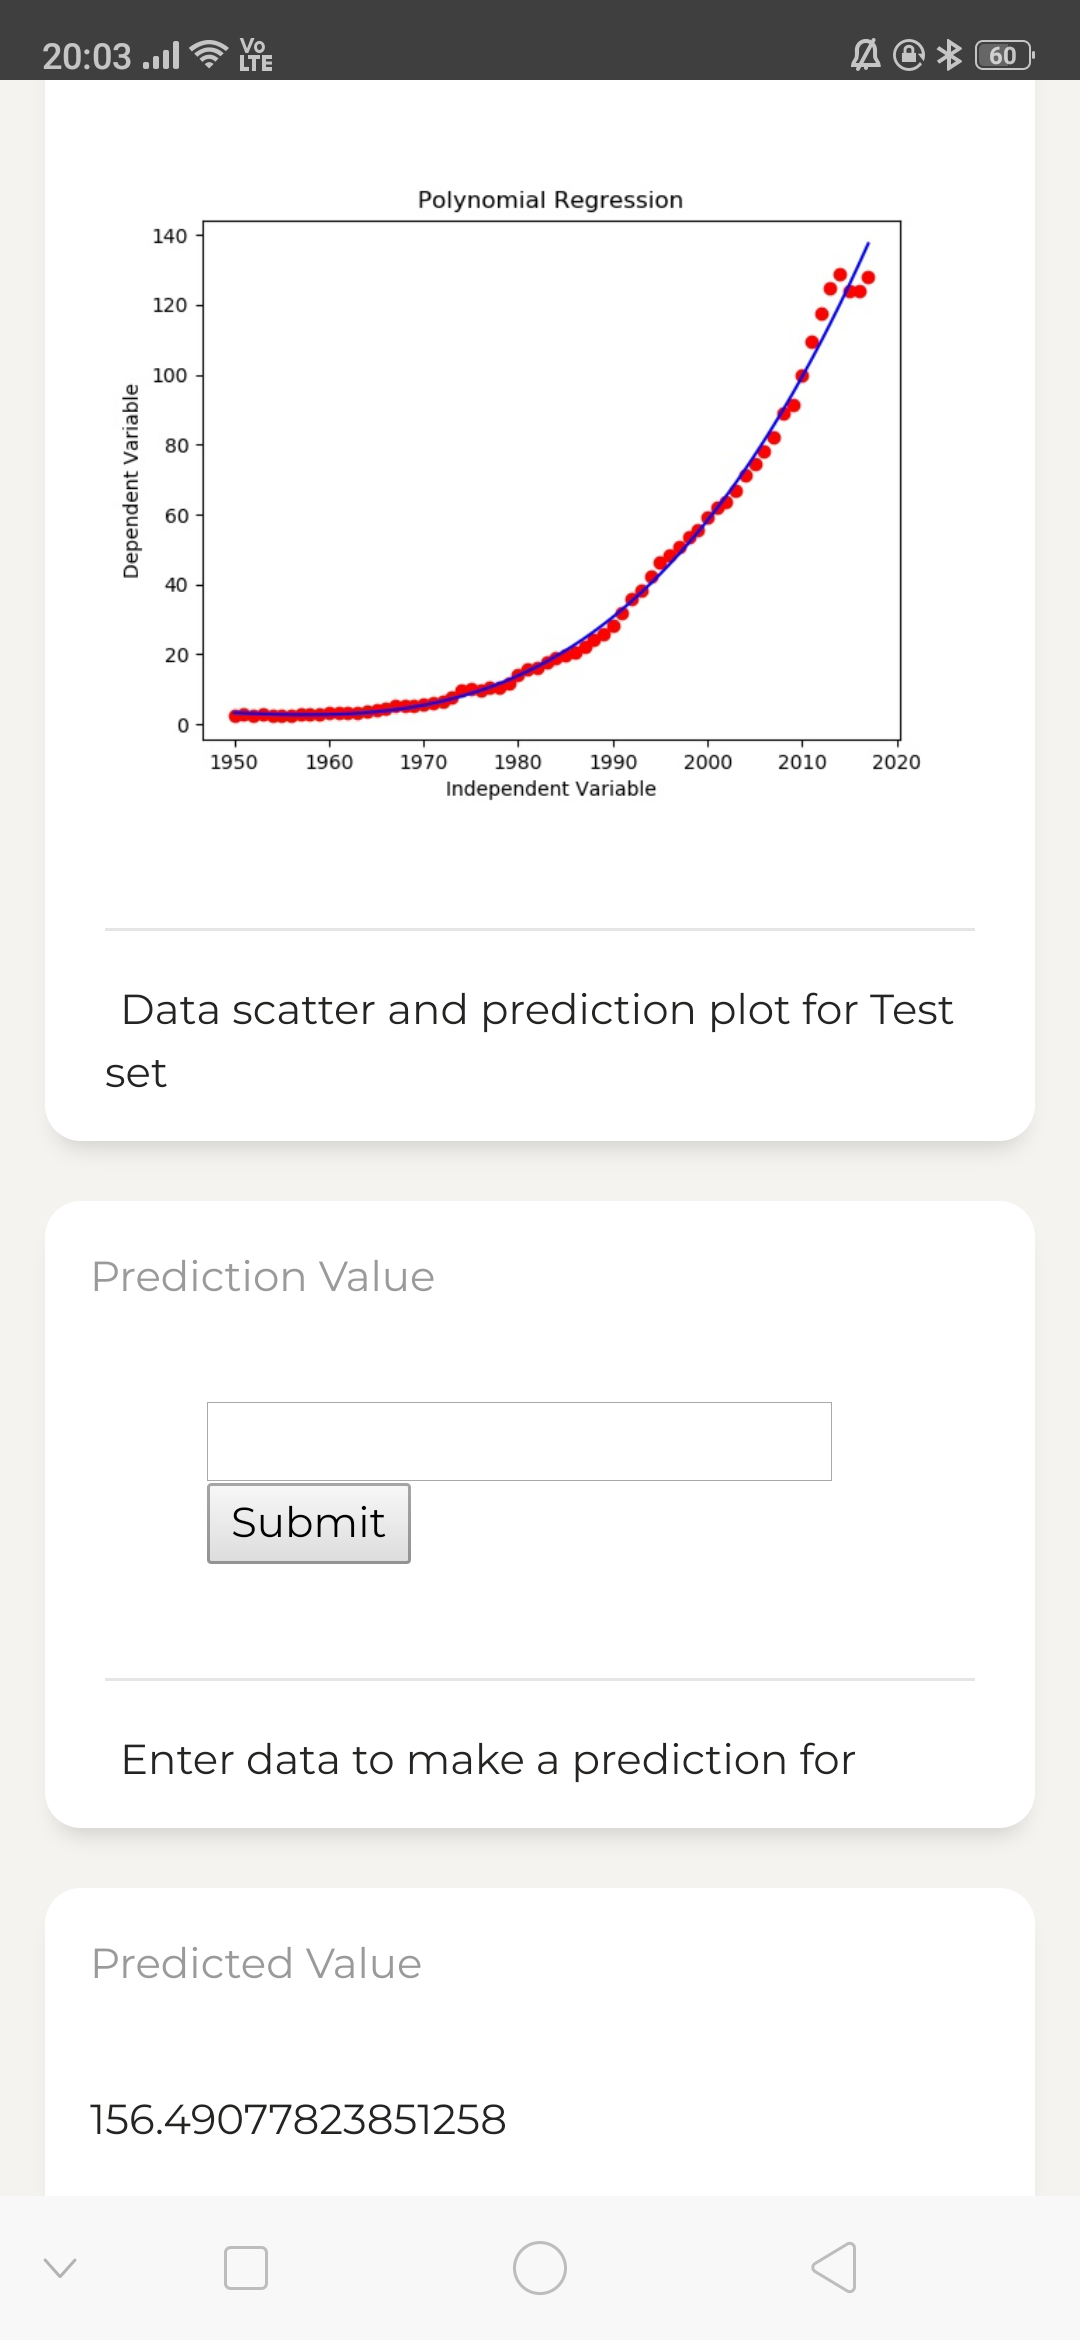 20:03 Vo LTE 60
Polynomial Regression
140
120
100
80
60
40
20
0
Dependent Variable
1950 1960 1970 1980 1990 2000 2010 2020
Independent Variable
Data scatter and prediction plot for Test
set
Prediction Value
Submit
Enter data to make a prediction for
Predicted Value
156.49077823851258